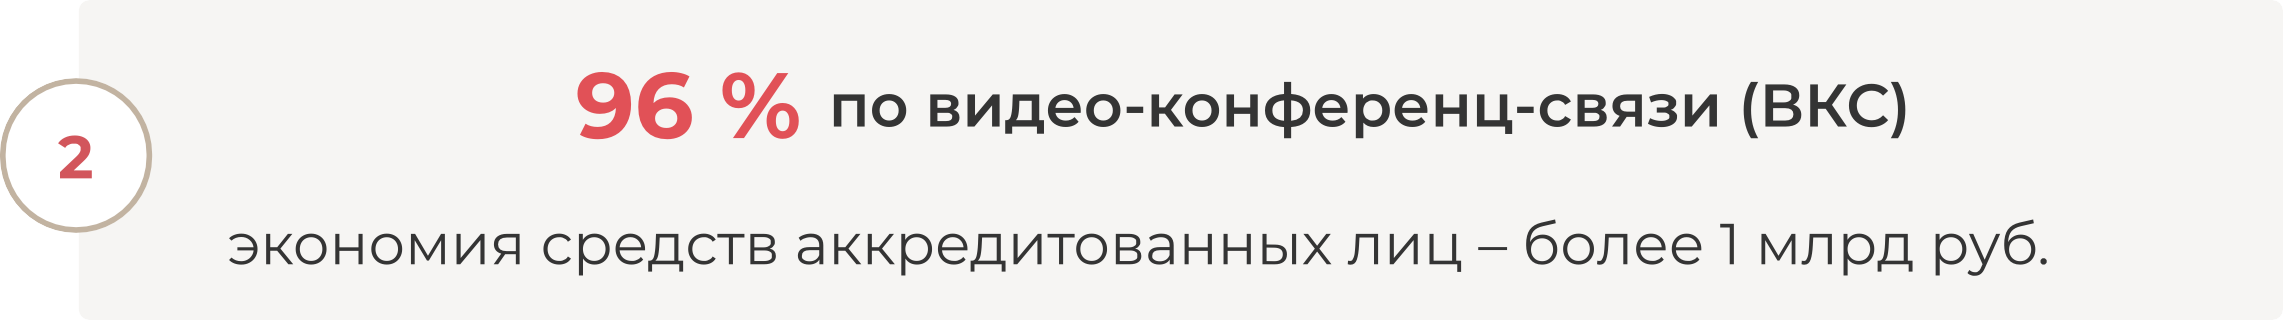 96 % по видео-конференц-связи (ВКС)
2
экономия средств аккредитованных лиц – более 1 млрд руб.